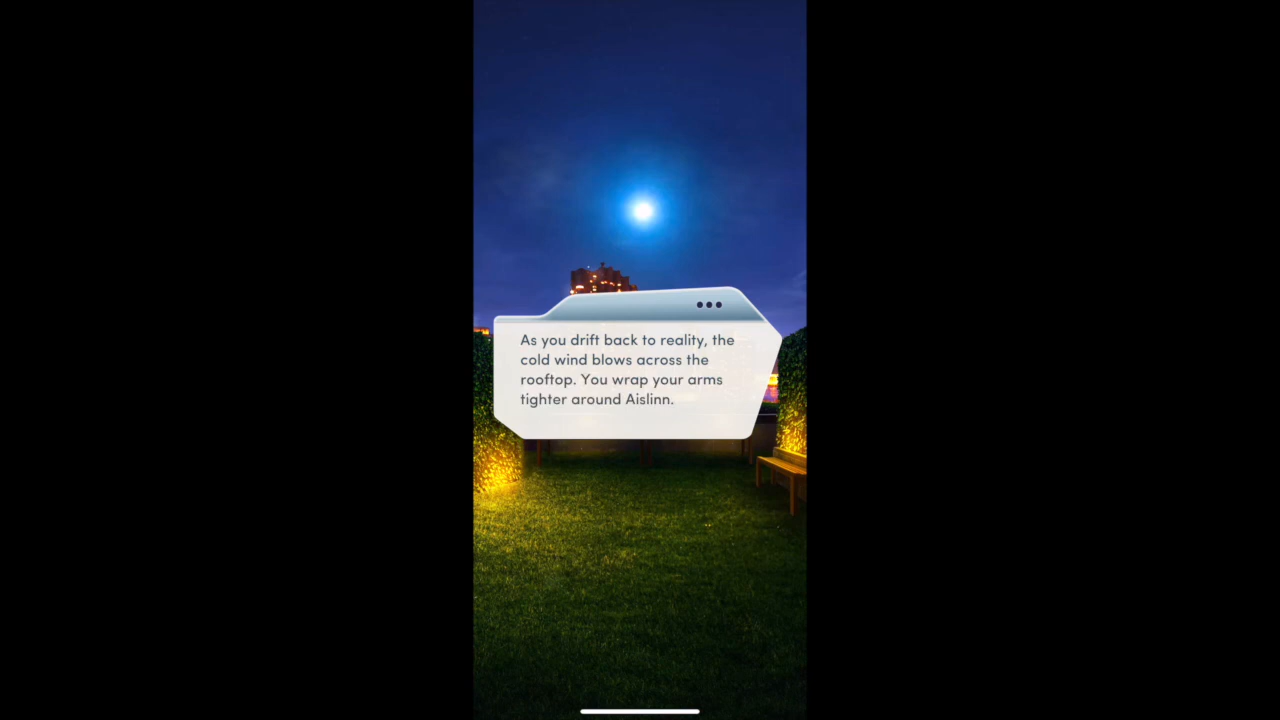 As you drift back to reality, the
cold wind blows across the
rooftop. You wrap your arms
tighter around Aislinn.